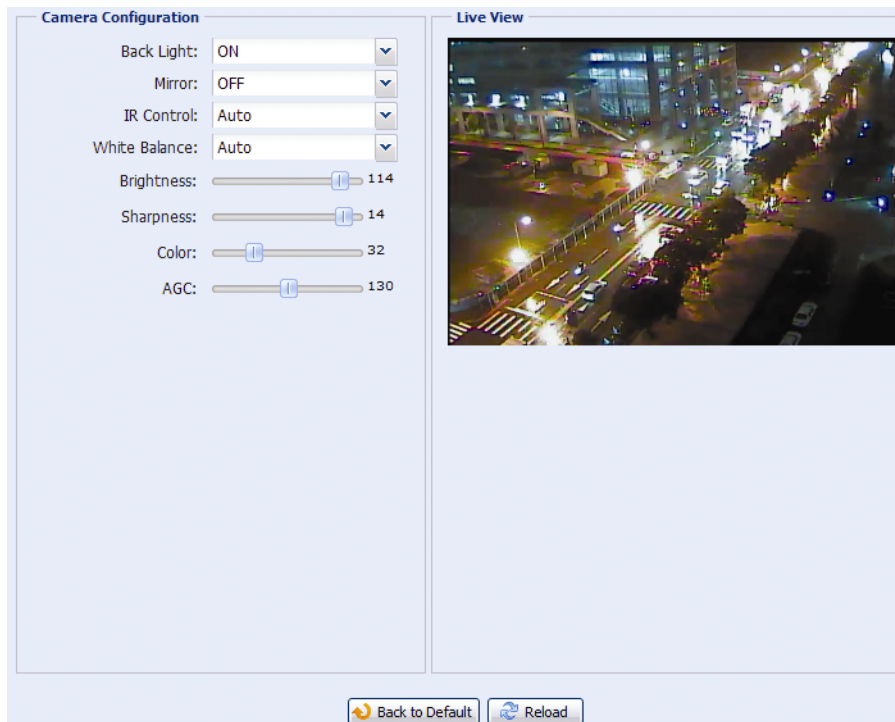 Camera Configuration
Back Light: ON
Mirror: OFF
IR Control: Auto
White Balance: Auto
Brightness: 114
Sharpness: 14
Color: 32
AGC: 130
Live View
Back to Default
Reload